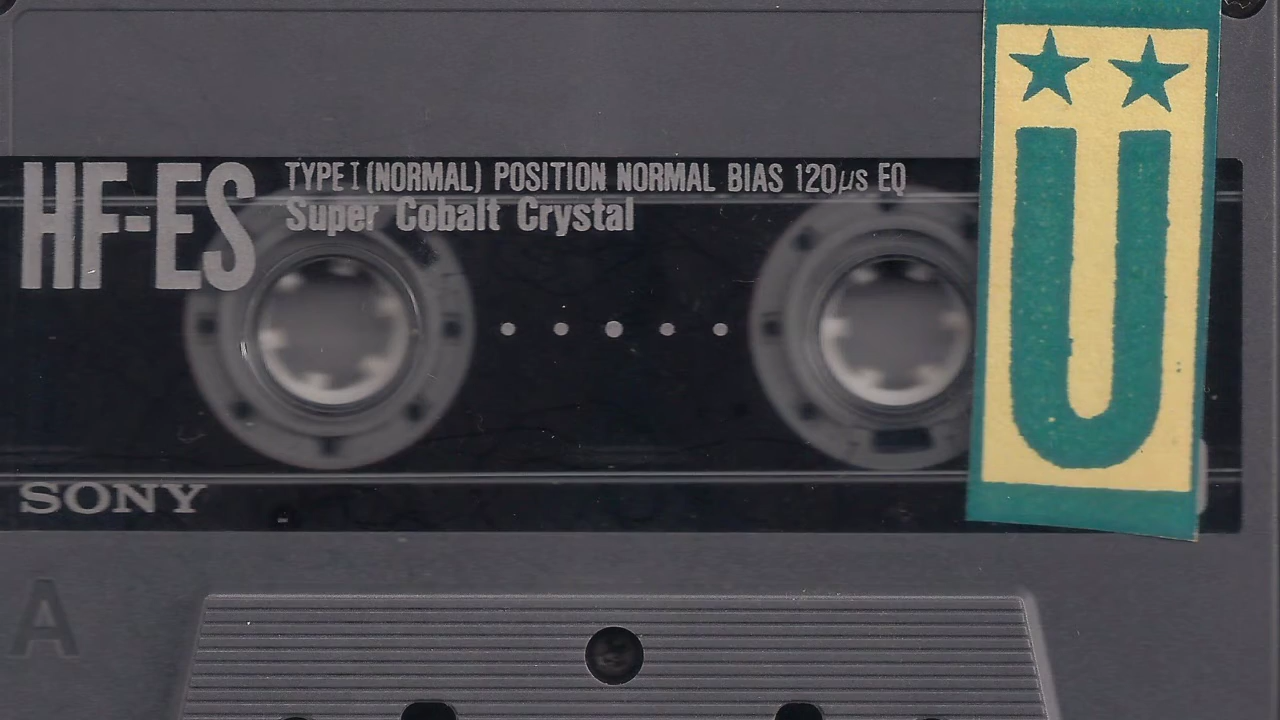 HF-ES
TYPE I (NORMAL) POSITION NORMAL BIAS 120µs EQ
Super Cobalt Crystal
Ü
SONY
A